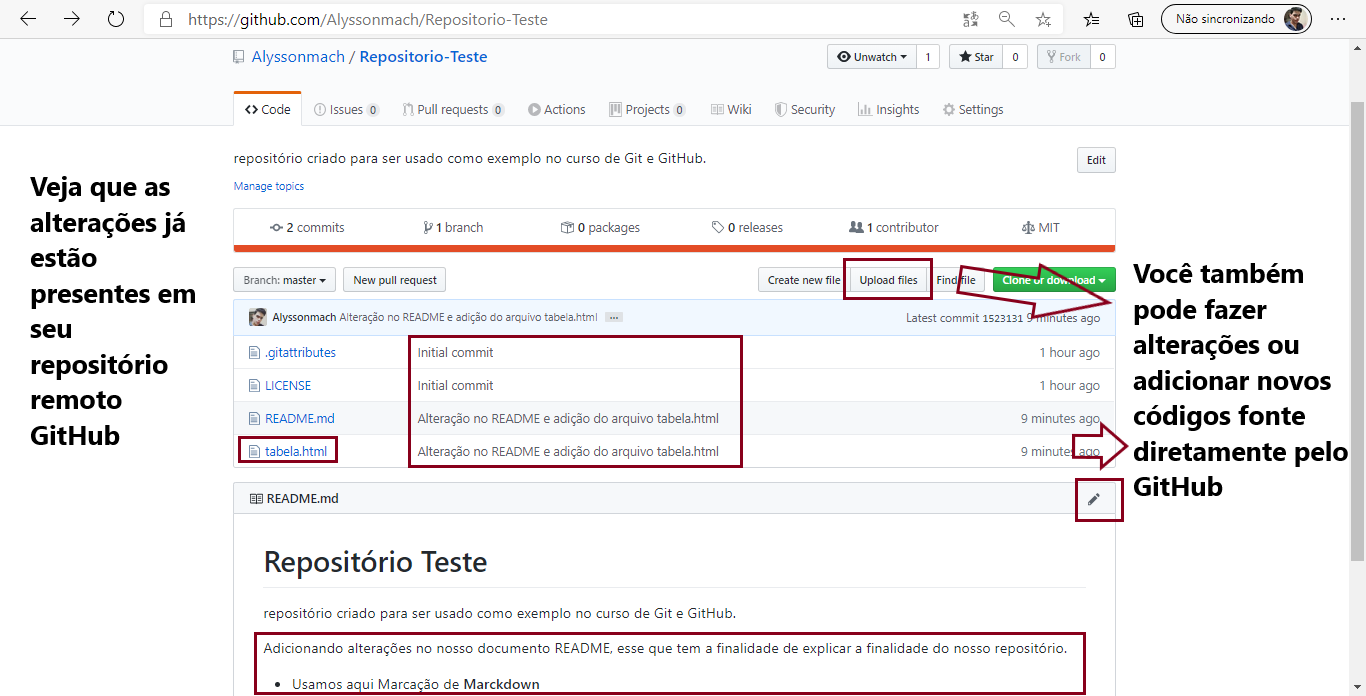 https://github.com/Alyssonmach/Repositorio-Teste
Não sincronizando
Alyssonmach / Repositorio-Teste
Unwatch 1 Star 0 Fork 0
Code Issues 0 Pull requests 0 Actions Projects 0 Wiki Security Insights Settings
repositório criado para ser usado como exemplo no curso de Git e GitHub.
Edit
Manage topics
2 commits 1 branch 0 packages 0 releases 1 contributor MIT
Branch: master New pull request Create new file Upload files Find file Clone or download
Alyssonmach Alteração no README e adição do arquivo tabela.html ... Latest commit 1523131 9 minutes ago
.gitattributes Initial commit 1 hour ago
LICENSE Initial commit 1 hour ago
README.md Alteração no README e adição do arquivo tabela.html 9 minutes ago
tabela.html Alteração no README e adição do arquivo tabela.html 9 minutes ago
README.md
Repositório Teste
repositório criado para ser usado como exemplo no curso de Git e GitHub.
Adicionando alterações no nosso documento README, esse que tem a finalidade de explicar a finalidade do nosso repositório.
• Usamos aqui Marcação de Marckdown
Veja que as
alterações já
estão
presentes em
seu
repositório
remoto
GitHub
Você também
pode fazer
alterações ou
adicionar novos
códigos fonte
diretamente pelo
GitHub